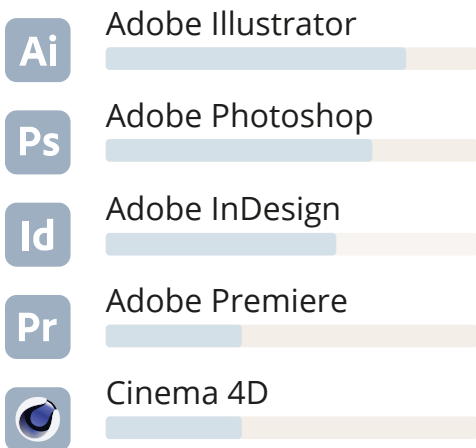 Ai
Adobe Illustrator
Ps
Adobe Photoshop
Id
Adobe InDesign
Pr
Adobe Premiere
Cinema 4D